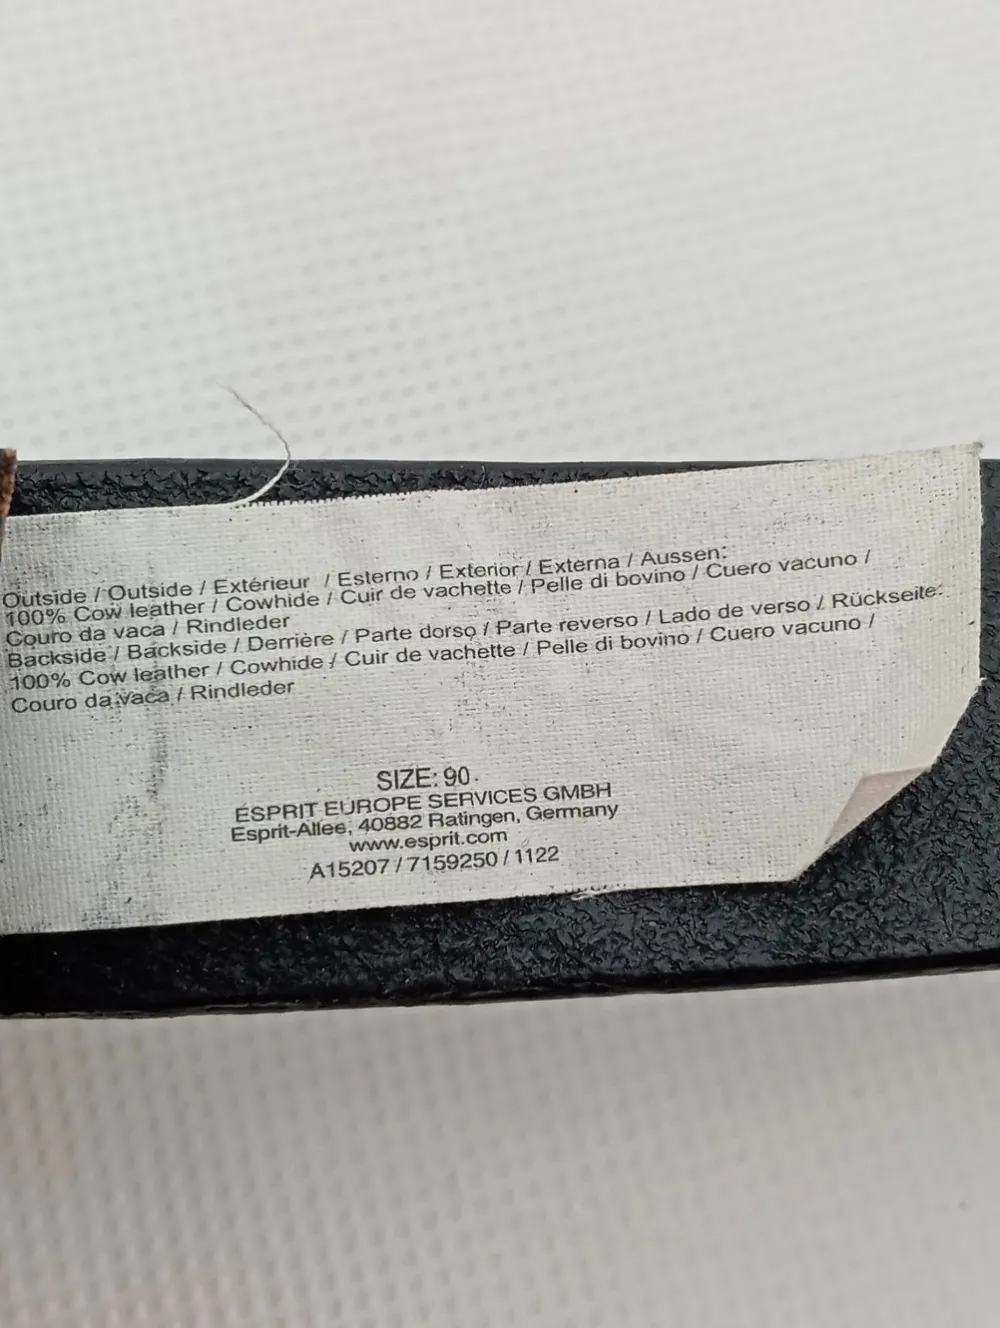 Outside / Outside / Extérieur / Esterno / Exterior / Externa / Aussen:
100% Cow leather / Cowhide / Cuir de vachette / Pelle di bovino / Cuero vacuno /
Couro da vaca / Rindleder
Backside / Backside / Derrière / Parte dorso / Parte reverso / Lado de verso / Rückseite:
100% Cow leather / Cowhide / Cuir de vachette / Pelle di bovino / Cuero vacuno /
Couro da vaca / Rindleder
SIZE: 90
ESPRIT EUROPE SERVICES GMBH
Esprit-Allee, 40882 Ratingen, Germany
www.esprit.com
A15207 / 7159250 / 1122